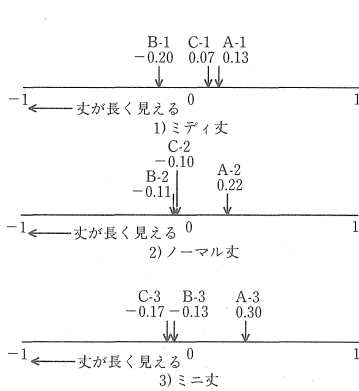 B-1 C-1 A-1
−0.20 0.07 0.13
−1 0 1
丈が長く見える
1) ミディ丈
C-2
−0.10
B-2 A-2
−0.11 0.22
−1 0 1
丈が長く見える
2) ノーマル丈
C-3 B-3 A-3
−0.17 −0.13 0.30
−1 0 1
丈が長く見える
3) ミニ丈